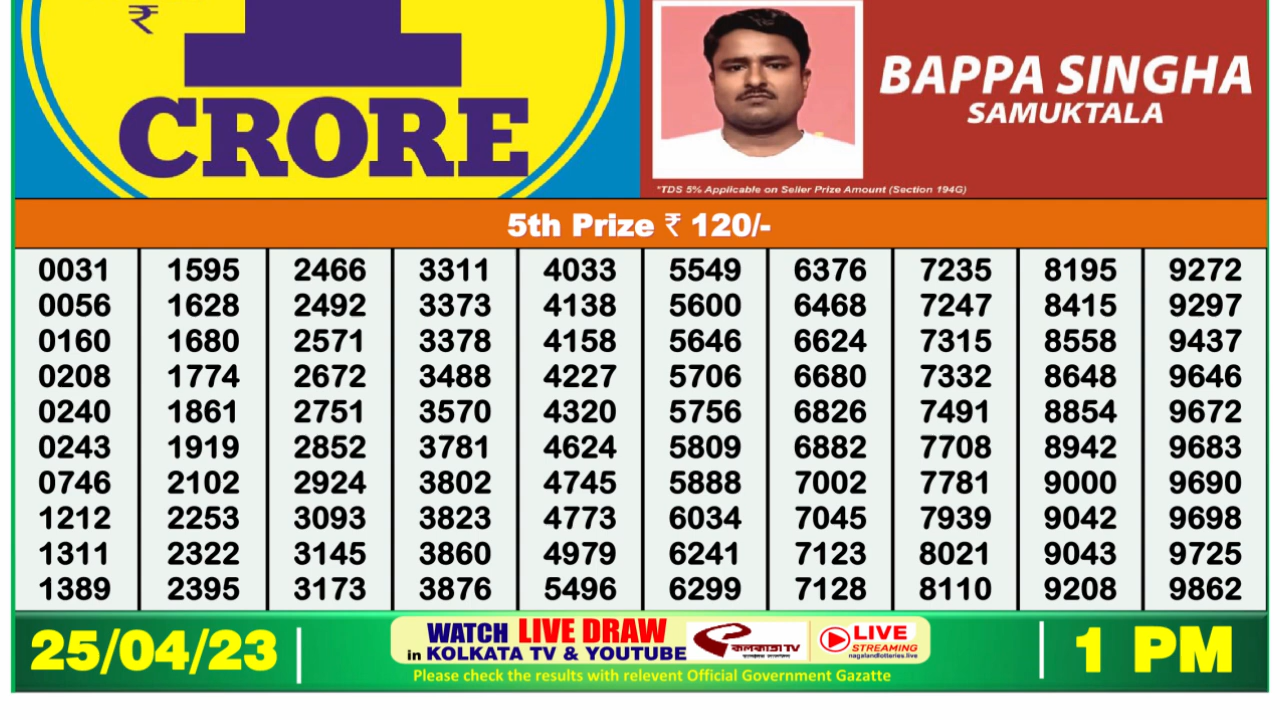 ₹
CRORE
BAPPA SINGHA
SAMUKTALA
*TDS 5% Applicable on Seller Prize Amount (Section 194G)
5th Prize ₹ 120/-
0031 1595 2466 3311 4033 5549 6376 7235 8195 9272
0056 1628 2492 3373 4138 5600 6468 7247 8415 9297
0160 1680 2571 3378 4158 5646 6624 7315 8558 9437
0208 1774 2672 3488 4227 5706 6680 7332 8648 9646
0240 1861 2751 3570 4320 5756 6826 7491 8854 9672
0243 1919 2852 3781 4624 5809 6882 7708 8942 9683
0746 2102 2924 3802 4745 5888 7002 7781 9000 9690
1212 2253 3093 3823 4773 6034 7045 7939 9042 9698
1311 2322 3145 3860 4979 6241 7123 8021 9043 9725
1389 2395 3173 3876 5496 6299 7128 8110 9208 9862
25/04/23
WATCH LIVE DRAW
in KOLKATA TV & YOUTUBE
কলকাতা TV
LIVE
STREAMING
nagalandlotteries.live
1 PM
Please check the results with relevent Official Government Gazatte